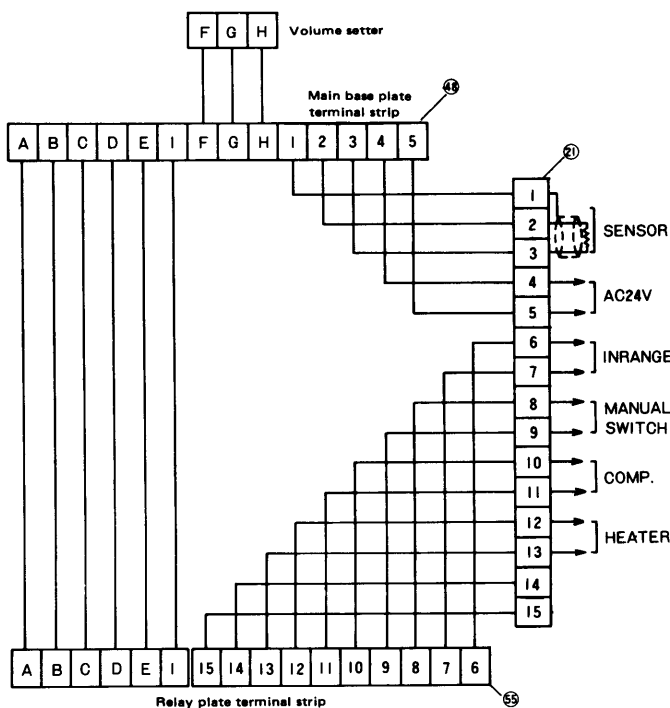 F G H Volume setter
Main base plate
terminal strip
48
A B C D E I F G H 1 2 3 4 5
21
1
2
3
SENSOR
4
5
AC24V
6
7
INRANGE
8
9
MANUAL
SWITCH
10
11
COMP.
12
13
HEATER
14
15
A B C D E I 15 14 13 12 11 10 9 8 7 6
55
Relay plate terminal strip